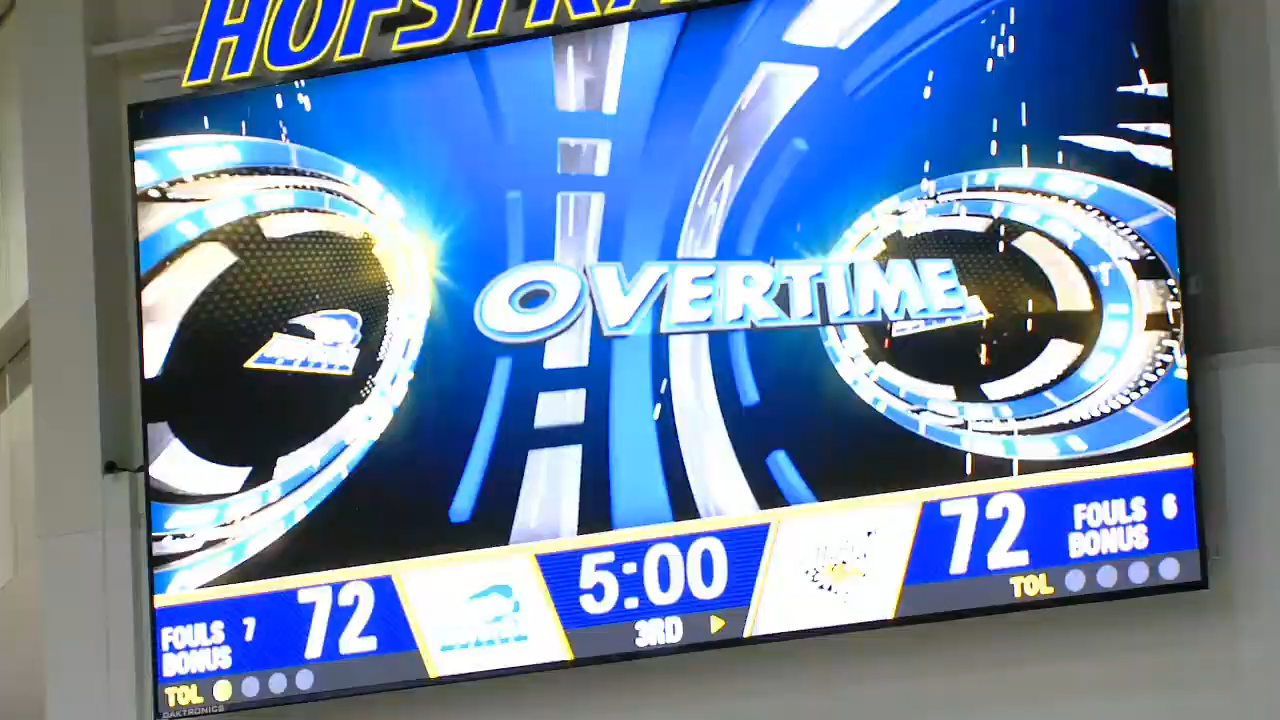 HOFSTRA
OVERTIME
FOULS 7
BONUS
72
TOL
5:00
3RD
72
FOULS 6
BONUS
TOL
DAKTRONICS